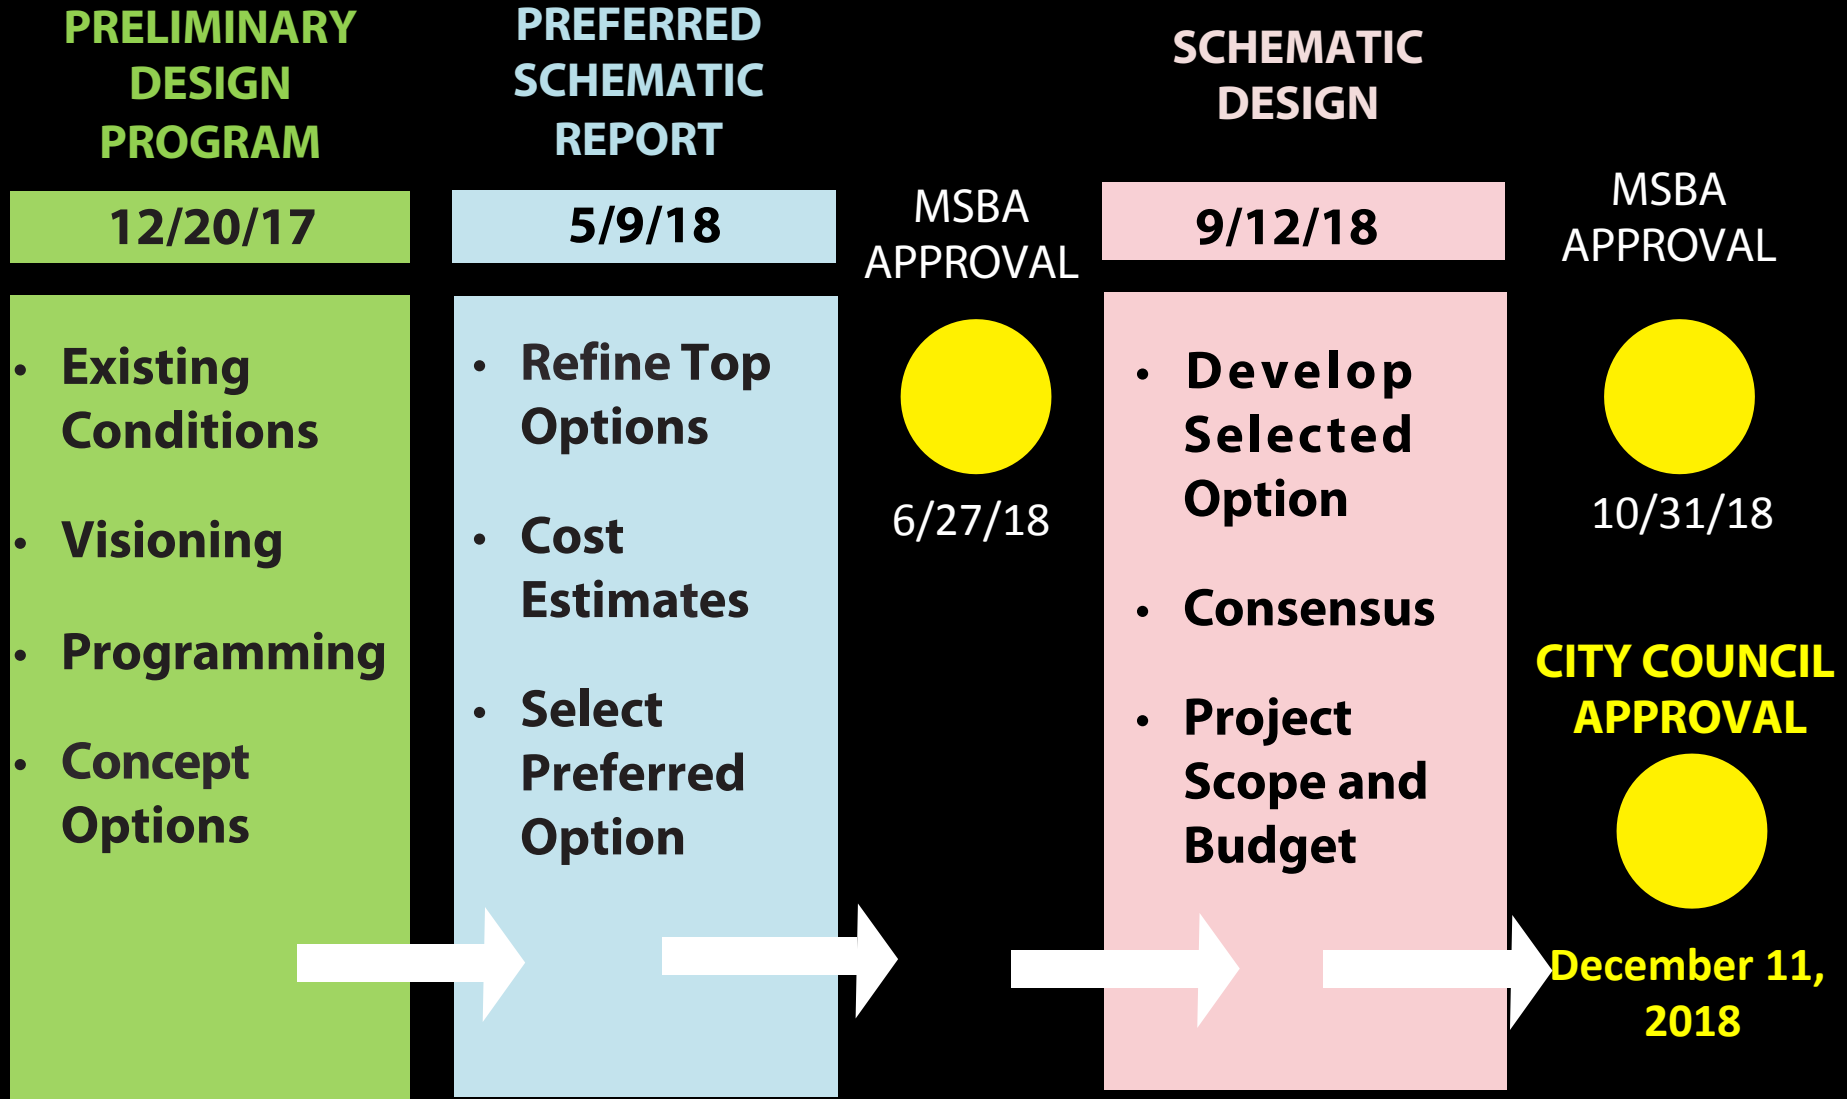 PRELIMINARY
DESIGN
PROGRAM
12/20/17
• Existing
Conditions
• Visioning
• Programming
• Concept
Options
PREFERRED
SCHEMATIC
REPORT
5/9/18
• Refine Top
Options
• Cost
Estimates
• Select
Preferred
Option
MSBA
APPROVAL
6/27/18
SCHEMATIC
DESIGN
9/12/18
• Develop
Selected
Option
• Consensus
• Project
Scope and
Budget
MSBA
APPROVAL
10/31/18
CITY COUNCIL
APPROVAL
December 11,
2018